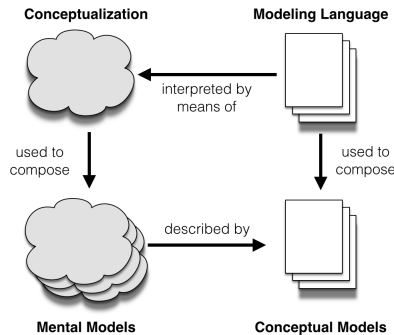 Conceptualization
Modeling Language
interpreted by
means of
used to
compose
used to
compose
described by
Mental Models
Conceptual Models